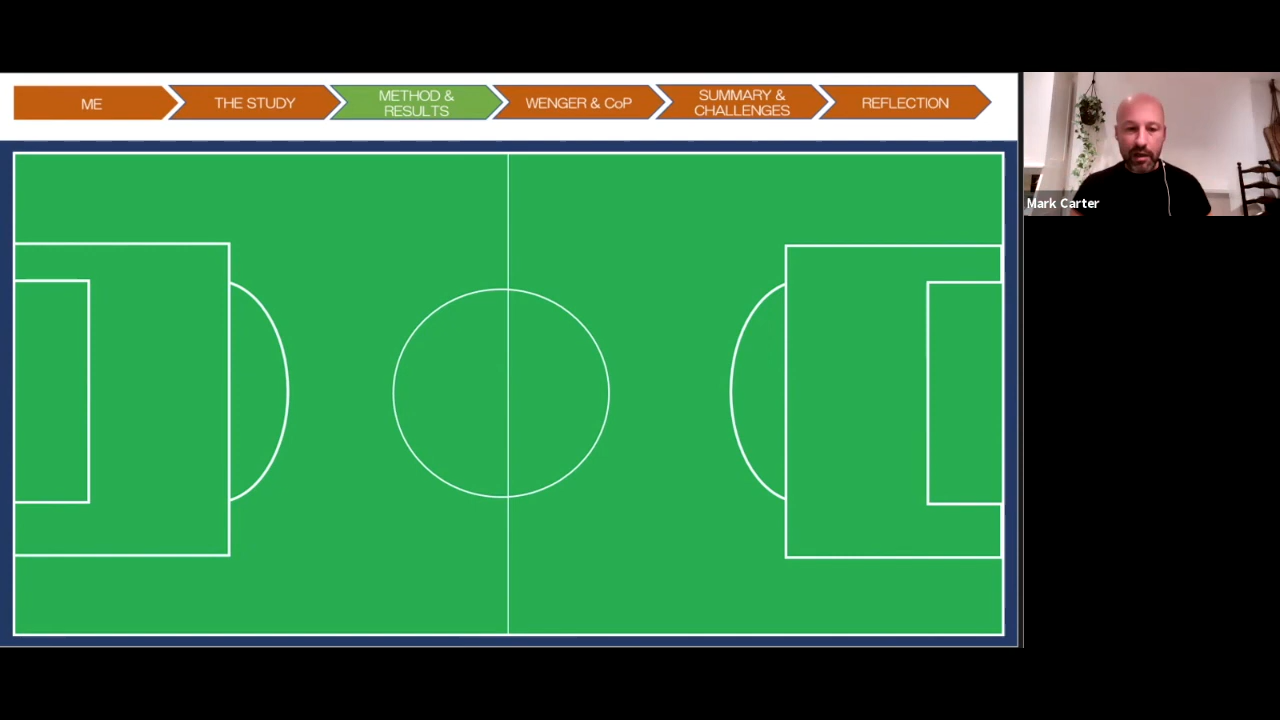 ME
THE STUDY
METHOD &
RESULTS
WENGER & CoP
SUMMARY &
CHALLENGES
REFLECTION
Mark Carter